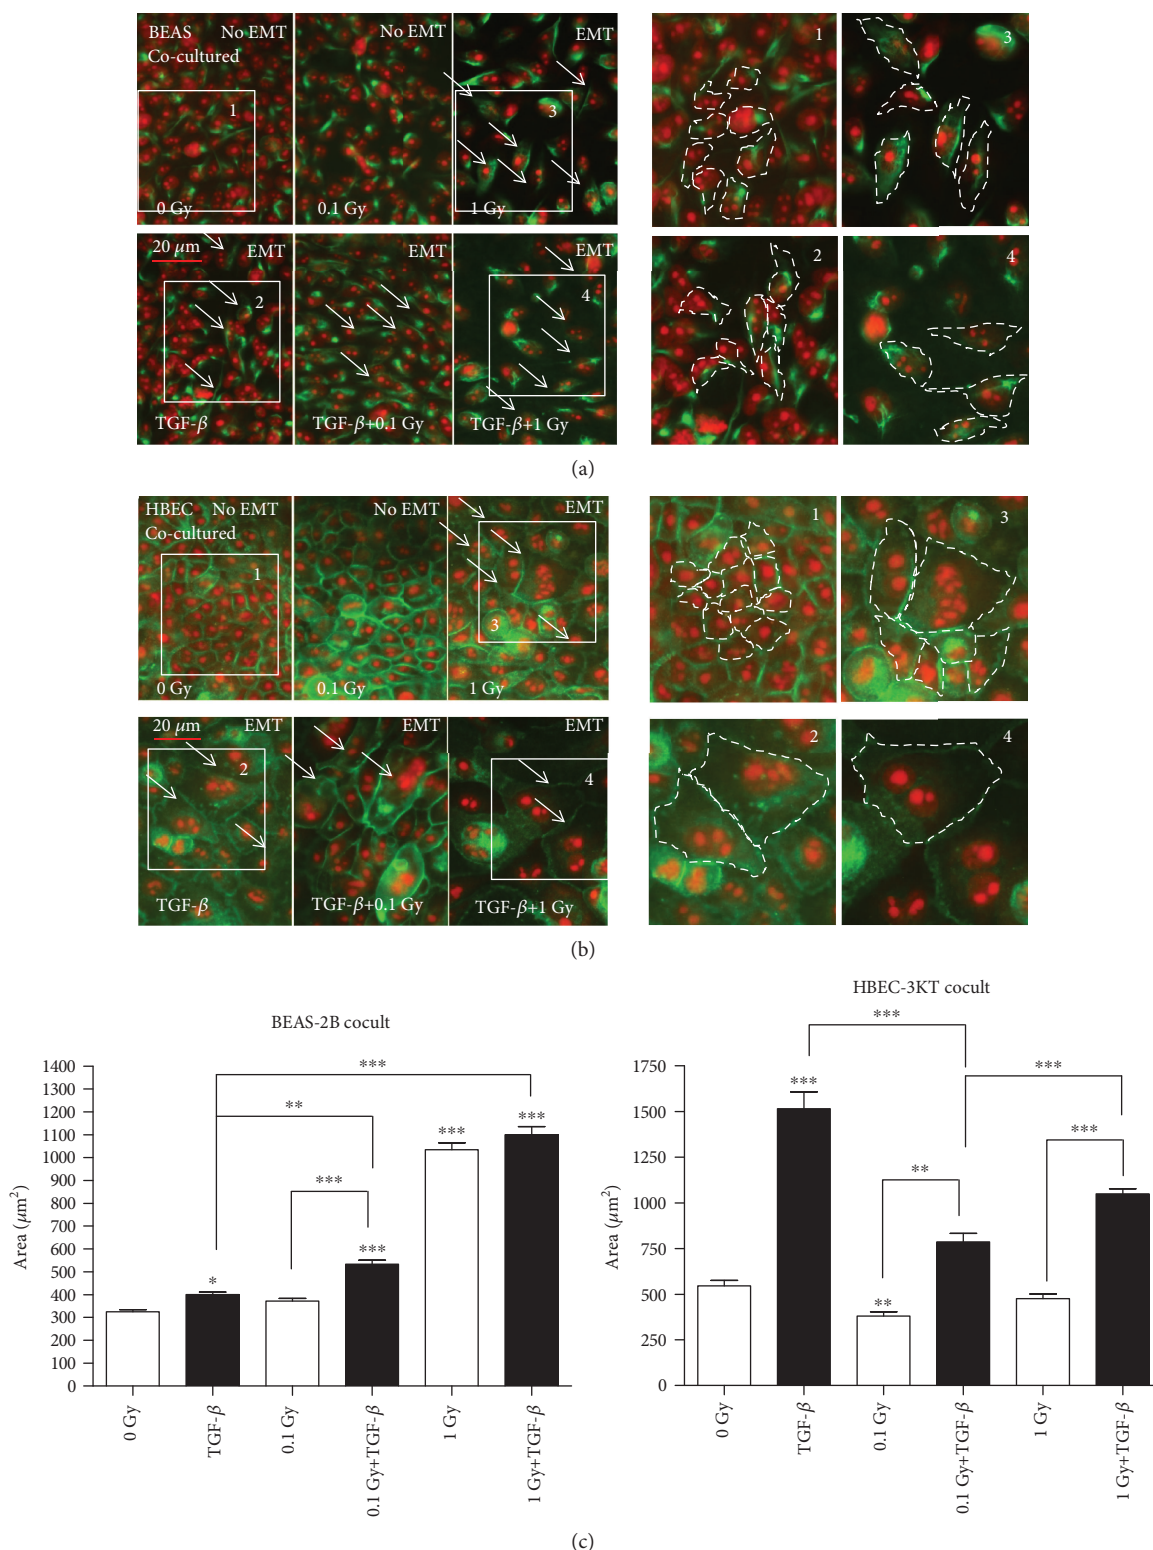 BEAS No EMT
Co-cultured
No EMT
EMT
1
3
0 Gy
0.1 Gy
1 Gy
1
3
20 μm
EMT
EMT
EMT
2
4
TGF-β
TGF-β+0.1 Gy
TGF-β+1 Gy
2
4
(a)
HBEC No EMT
Co-cultured
No EMT
EMT
1
3
0 Gy
0.1 Gy
1 Gy
1
3
20 μm
EMT
EMT
EMT
2
4
TGF-β
TGF-β+0.1 Gy
TGF-β+1 Gy
2
4
(b)
BEAS-2B cocult
Area (μm²)
1400
1300
1200
1100
1000
900
800
700
600
500
400
300
200
100
0
***
**
***
*
***
***
***
0 Gy
TGF-β
0.1 Gy
0.1 Gy+TGF-β
1 Gy
1 Gy+TGF-β
HBEC-3KT cocult
Area (μm²)
1750
1500
1250
1000
750
500
250
0
***
***
***
***
**
**
0 Gy
TGF-β
0.1 Gy
0.1 Gy+TGF-β
1 Gy
1 Gy+TGF-β
(c)